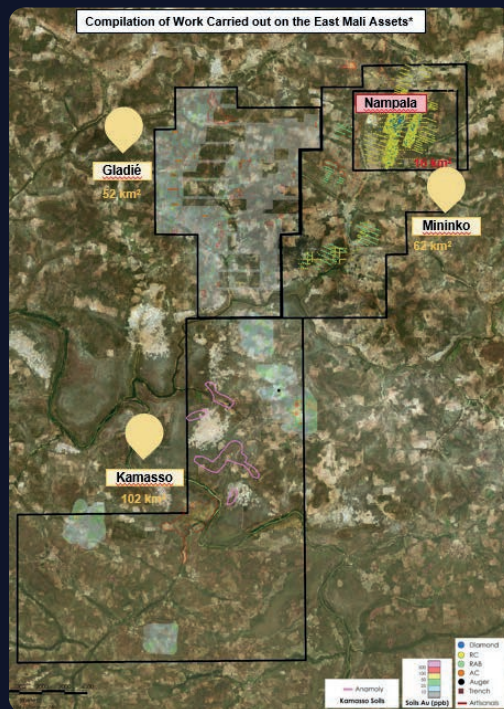 Compilation of Work Carried out on the East Mali Assets*
Nampala
Gladié
52 km²
Mininko
62 km²
Kamasso
102 km²
Anomaly
Kamasso Soils
Soils Au (ppb)
Diamond
RC
RAB
AC
Auger
Trench
Artisanals